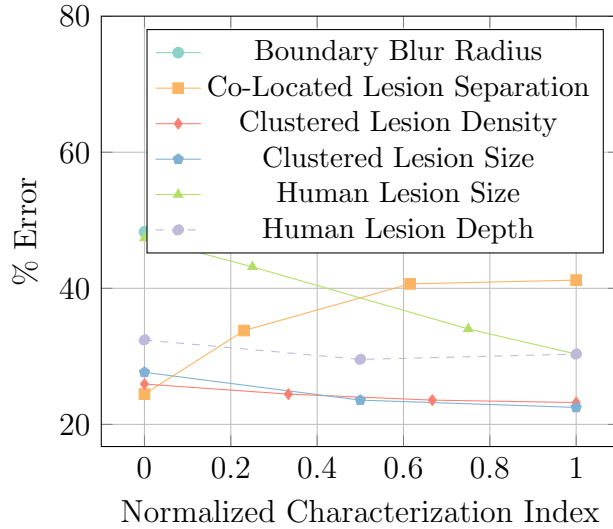 80
60
40
20
% Error
Boundary Blur Radius
Co-Located Lesion Separation
Clustered Lesion Density
Clustered Lesion Size
Human Lesion Size
Human Lesion Depth
0 0.2 0.4 0.6 0.8 1
Normalized Characterization Index